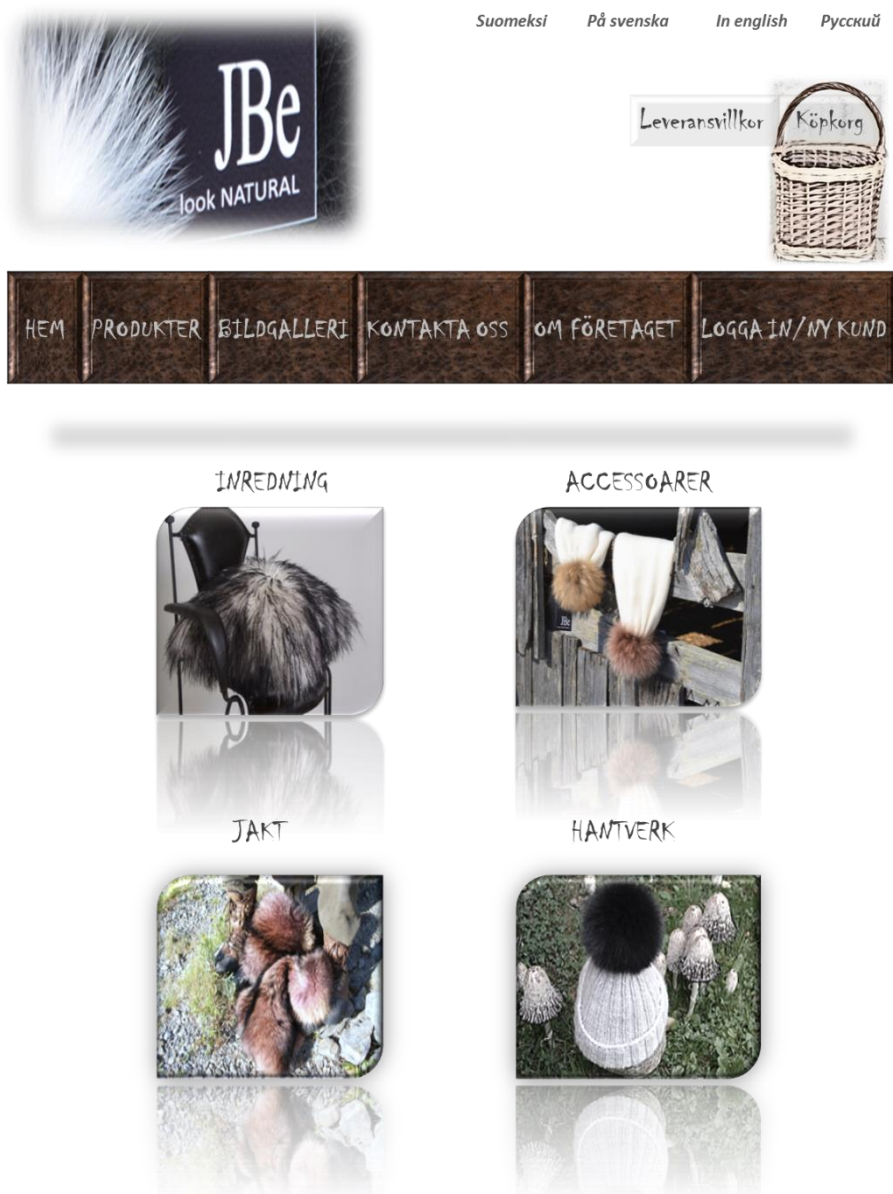 Suomeksi På svenska In english Русский
JBe
look NATURAL
Leveransvillkor Köpkorg
HEM PRODUKTER BILDGALLERI KONTAKTA OSS OM FÖRETAGET LOGGA IN/NY KUND
INREDNING ACCESSOARER
JBe
JAKT HANTVERK